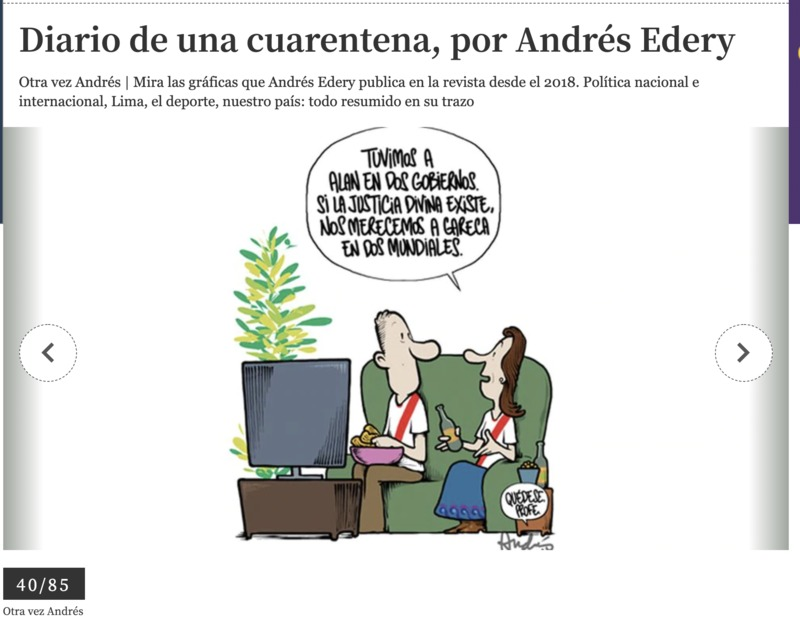 Diario de una cuarentena, por Andrés Edery
Otra vez Andrés | Mira las gráficas que Andrés Edery publica en la revista desde el 2018. Política nacional e
internacional, Lima, el deporte, nuestro país: todo resumido en su trazo
TUVIMOS A
ALAN EN DOS GOBIERNOS.
SI LA JUSTICIA DIVINA EXISTE,
NOS MERECEMOS A GARECA
EN DOS MUNDIALES.
QUÉDESE,
PROFE.
Andrés
40/85
Otra vez Andrés